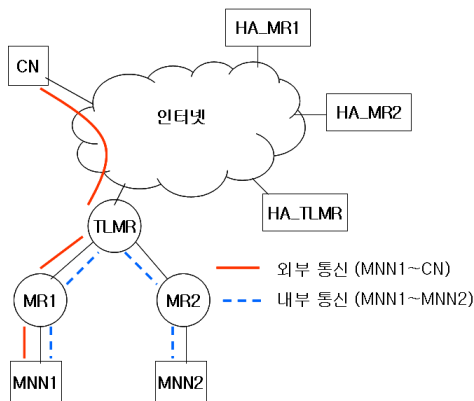 HA_MR1
CN
인터넷
HA_MR2
HA_TLMR
TLMR
외부 통신 (MNN1~CN)
MR1
MR2
내부 통신 (MNN1~MNN2)
MNN1
MNN2